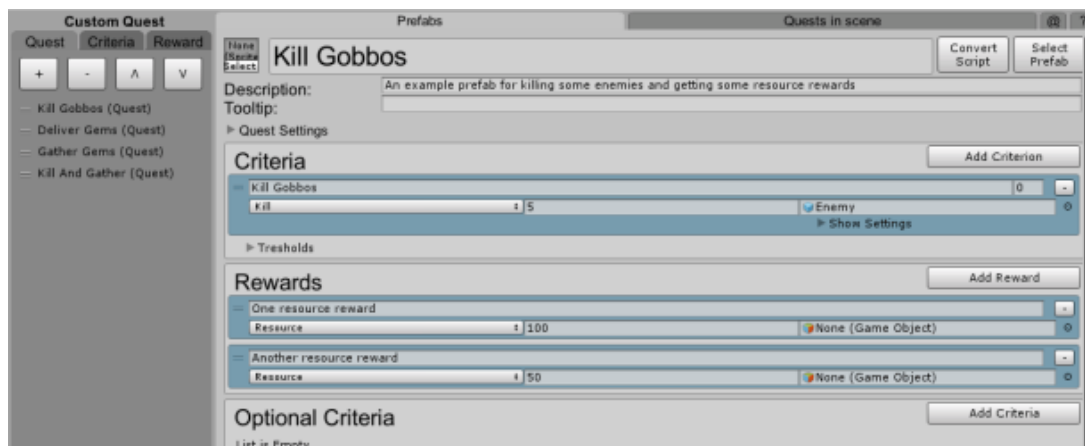 Custom Quest
Prefabs
Quests in scene
@ ?
Quest Criteria Reward
+ - ʌ v
Kill Gobbos (Quest)
Deliver Gems (Quest)
Gather Gems (Quest)
Kill And Gather (Quest)
None
(Sprite
Select
Kill Gobbos
Convert
Script
Select
Prefab
Description:
An example prefab for killing some enemies and getting some resource rewards
Tooltip:
Quest Settings
Criteria
Add Criterion
Kill Gobbos 0 -
Kill 5 Enemy
Show Settings
Tresholds
Rewards
Add Reward
One resource reward -
Resource 100 None (Game Object)
Another resource reward -
Resource 50 None (Game Object)
Optional Criteria
Add Criteria
List is Empty